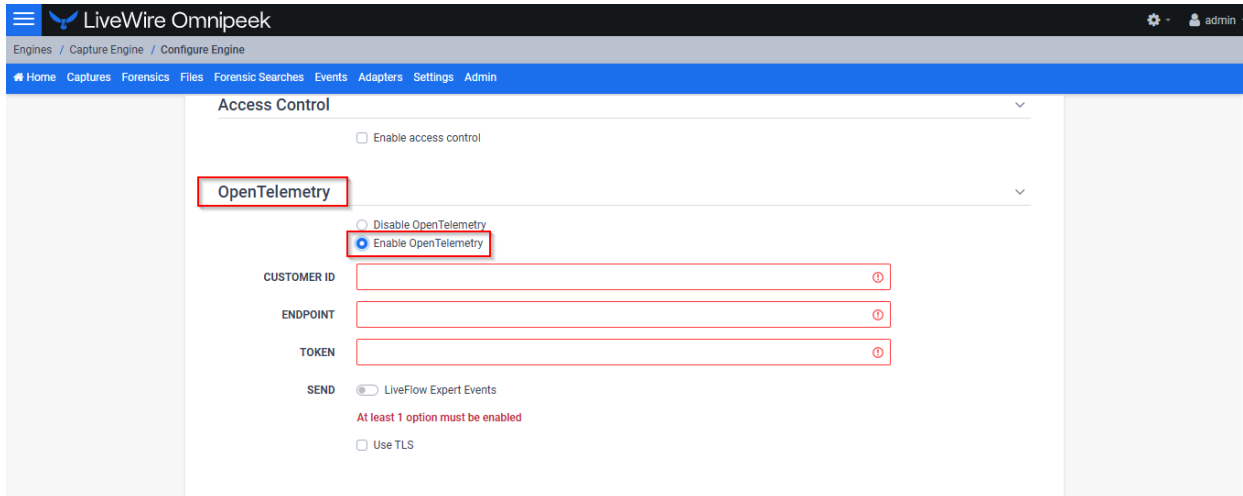 LiveWire Omnipeek
admin
Engines / Capture Engine / Configure Engine
Home Captures Forensics Files Forensic Searches Events Adapters Settings Admin
Access Control
Enable access control
OpenTelemetry
Disable OpenTelemetry
Enable OpenTelemetry
CUSTOMER ID
ENDPOINT
TOKEN
SEND LiveFlow Expert Events
At least 1 option must be enabled
Use TLS